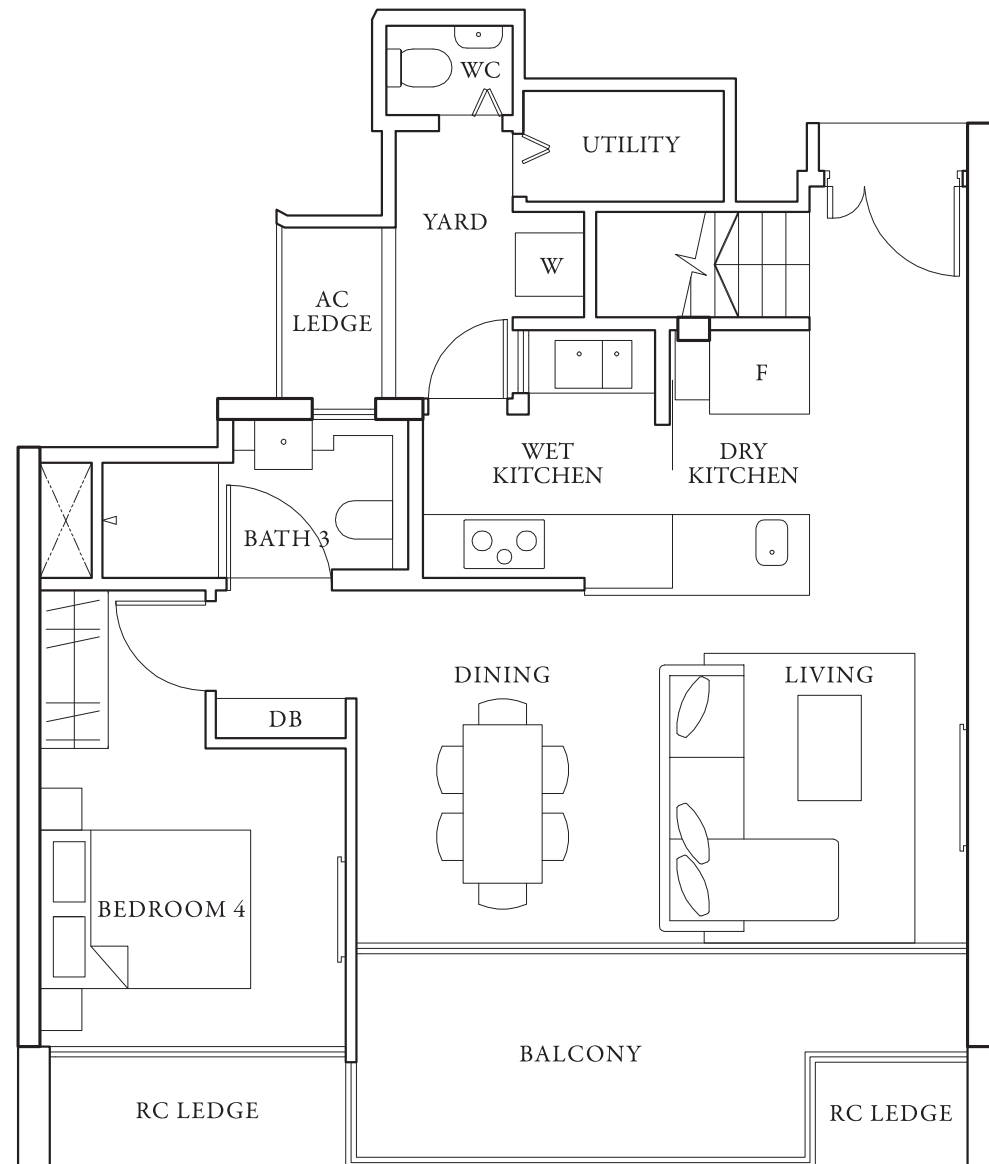 WC
UTILITY
YARD
W
AC
LEDGE
F
WET
KITCHEN
DRY
KITCHEN
BATH 3
DINING
LIVING
DB
BEDROOM 4
BALCONY
RC LEDGE
RC LEDGE